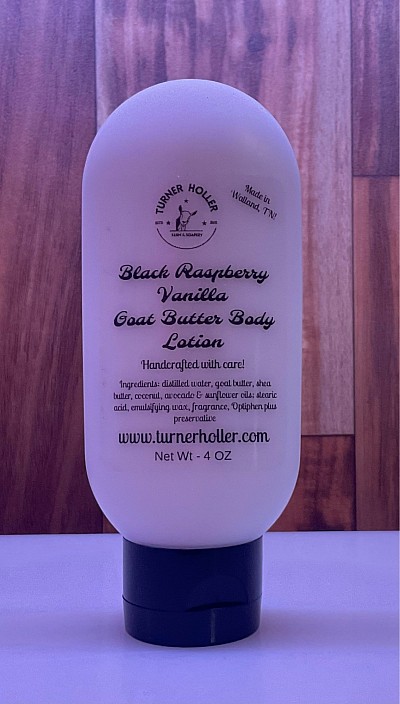 TURNER HOLLER
FARM & SOAPERY
Made in
Walland, TN!
Black Raspberry
Vanilla
Goat Butter Body
Lotion
Handcrafted with care!
Ingredients: distilled water, goat butter, shea
butter, coconut, avocado & sunflower oils; stearic
acid, emulsifying wax, fragrance, Optiphen plus
preservative
www.turnerholler.com
Net Wt - 4 OZ